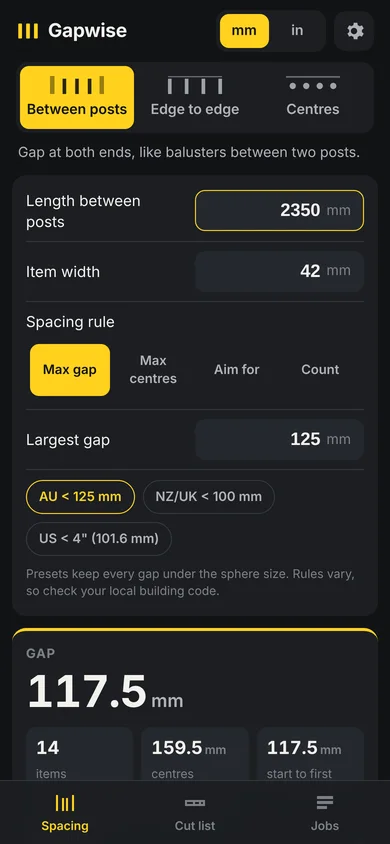 Gapwise
mm in
Between posts Edge to edge Centres
Gap at both ends, like balusters between two posts.
Length between
posts
2350 mm
Item width 42 mm
Spacing rule
Max gap Max
centres Aim for Count
Largest gap 125 mm
AU < 125 mm NZ/UK < 100 mm
US < 4" (101.6 mm)
Presets keep every gap under the sphere size. Rules vary,
so check your local building code.
GAP
117.5 mm
14 159.5 mm 117.5 mm
items centres start to first
Spacing Cut list Jobs